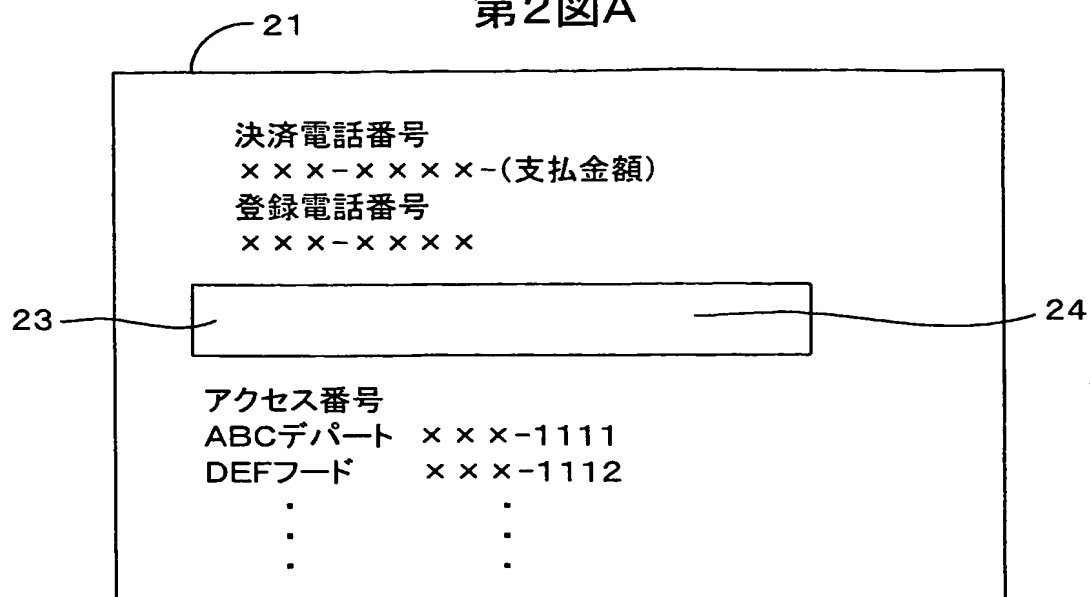 第2図A
21
決済電話番号
×××-××××-(支払金額)
登録電話番号
×××-××××
23
24
アクセス番号
ABCデパート ×××-1111
DEFフード ×××-1112